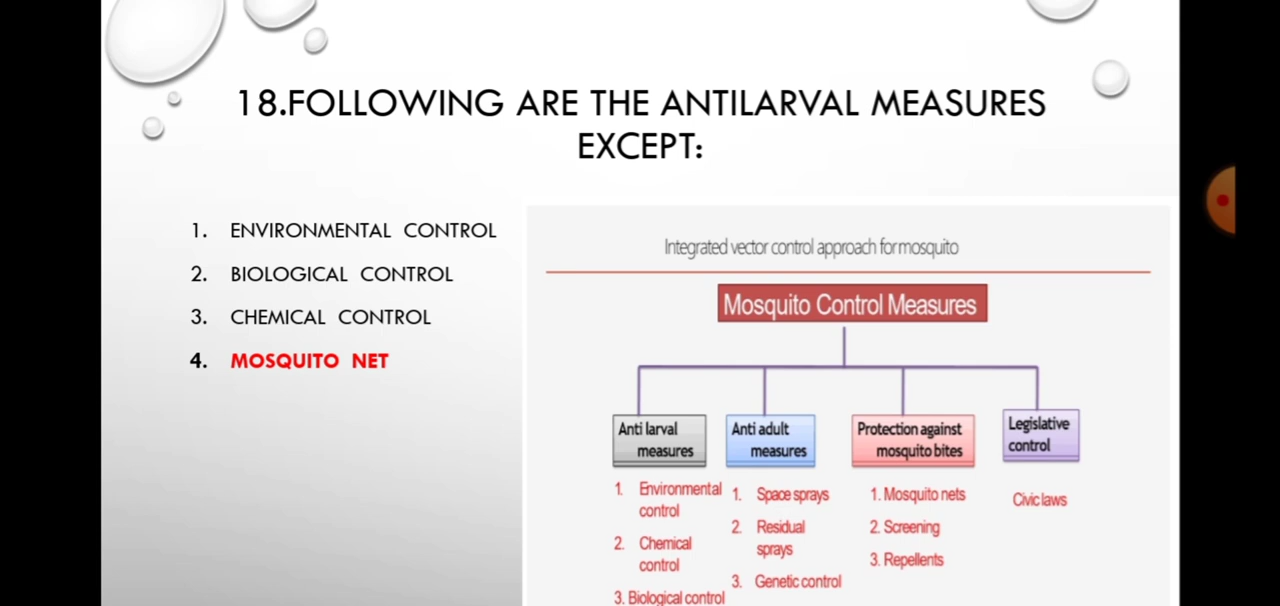 18.FOLLOWING ARE THE ANTILARVAL MEASURES
EXCEPT:
1. ENVIRONMENTAL CONTROL
2. BIOLOGICAL CONTROL
3. CHEMICAL CONTROL
4. MOSQUITO NET
Integrated vector control approach for mosquito
Mosquito Control Measures
Anti larval
measures
1. Environmental
control
2. Chemical
control
3. Biological control
Anti adult
measures
1. Space sprays
2. Residual
sprays
3. Genetic control
Protection against
mosquito bites
1. Mosquito nets
2. Screening
3. Repellents
Legislative
control
Civic laws